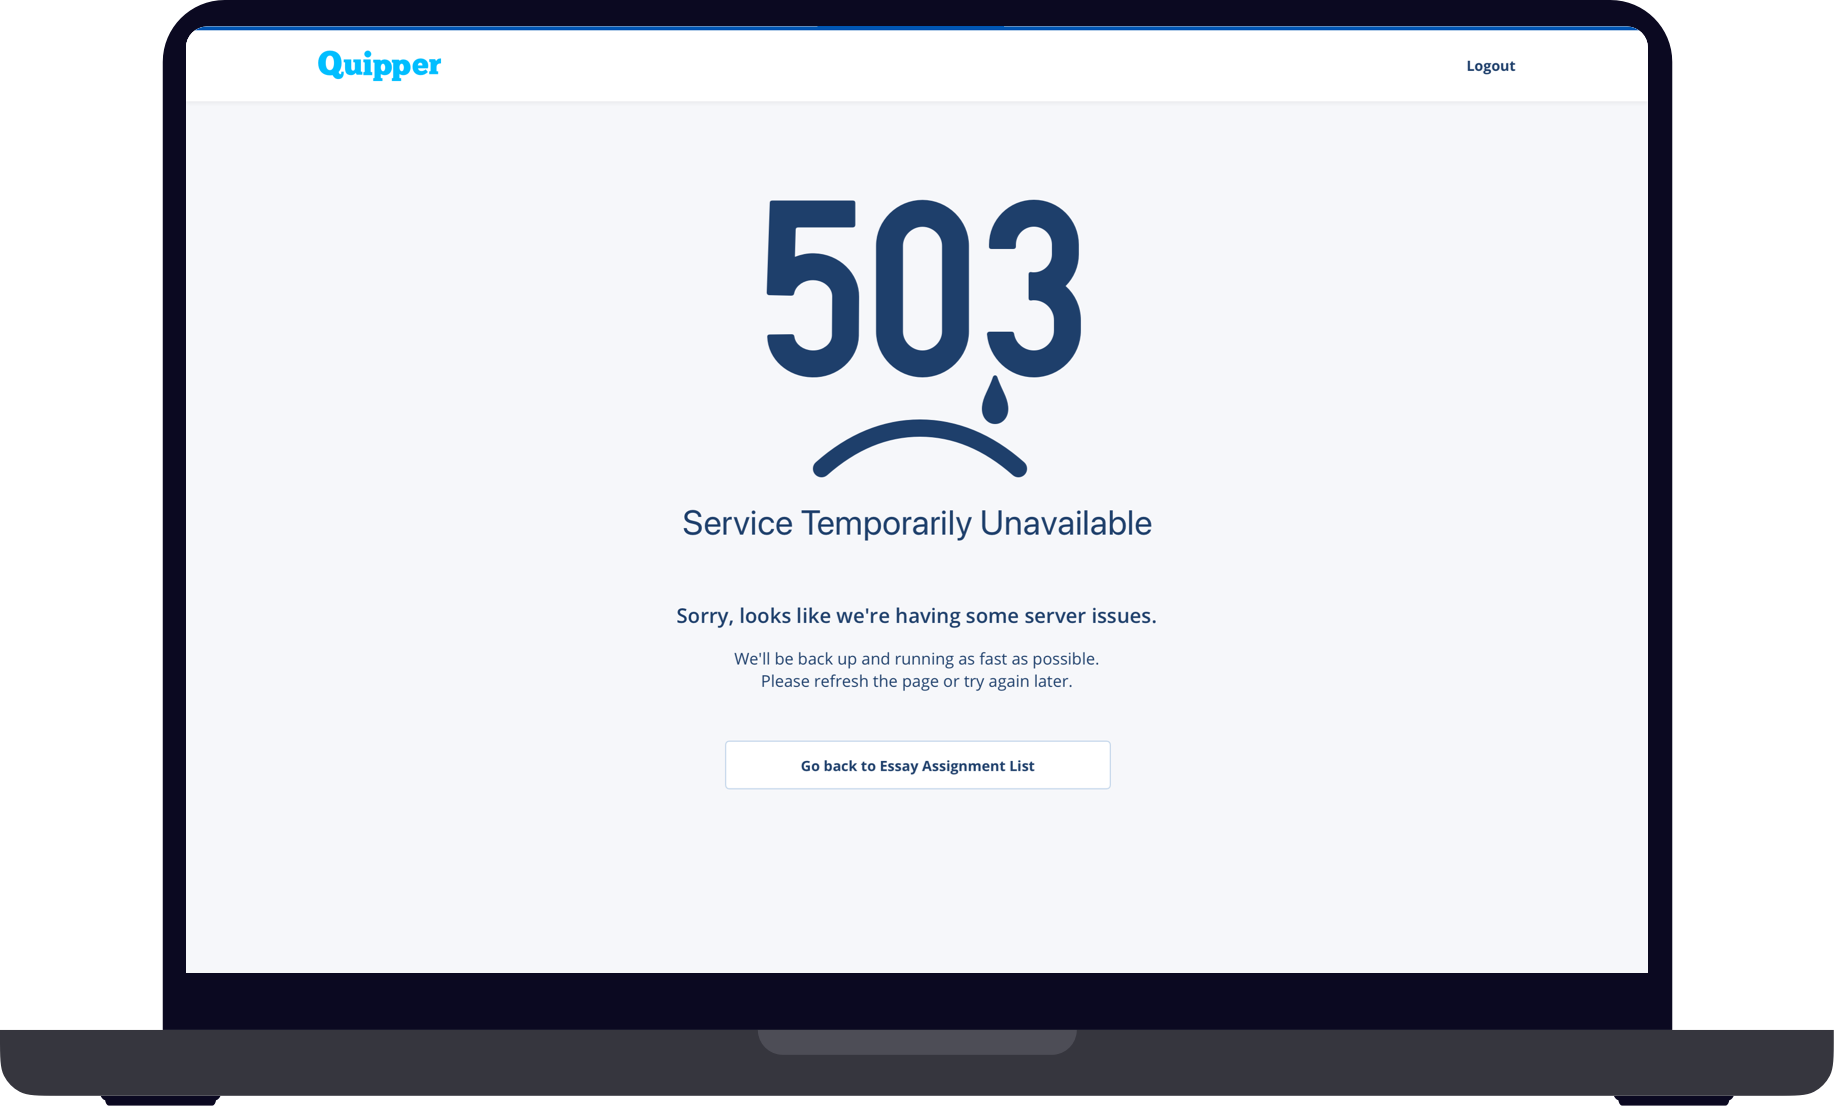 Quipper
Logout
503
Service Temporarily Unavailable
Sorry, looks like we're having some server issues.
We'll be back up and running as fast as possible.
Please refresh the page or try again later.
Go back to Essay Assignment List